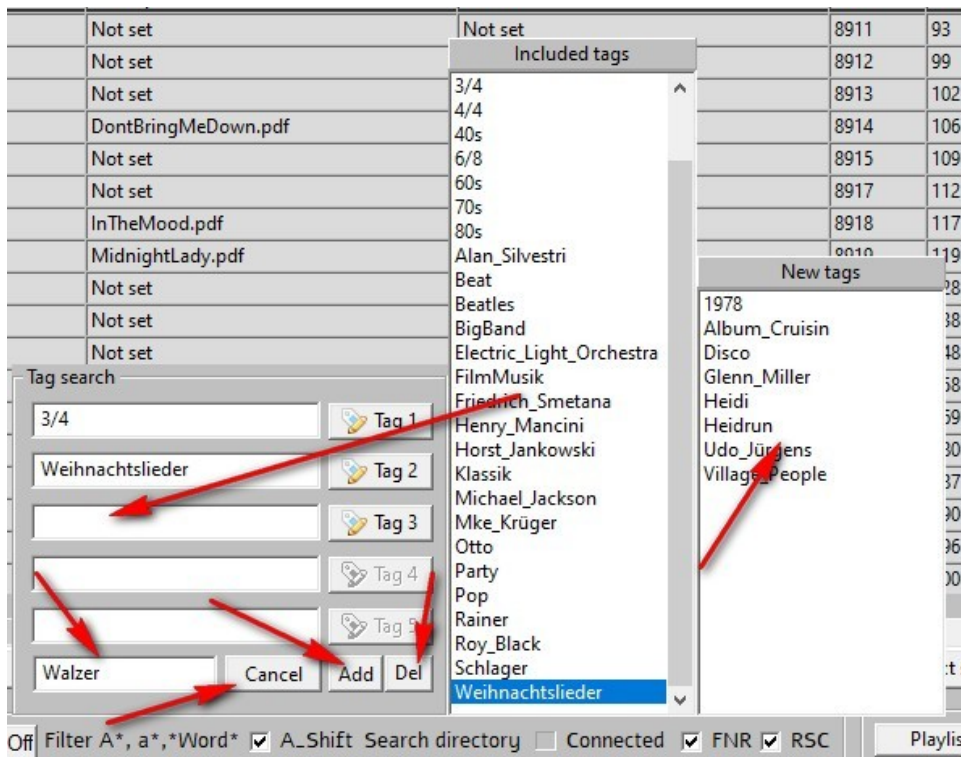 Not set Not set 8911 93
Not set 8912 99
Not set 8913 102
DontBringMeDown.pdf 8914 106
Not set 8915 109
Not set 8917 112
InTheMood.pdf 8918 117
MidnightLady.pdf 8919 119
Not set
Not set
Not set
Included tags
3/4
4/4
40s
6/8
60s
70s
80s
Alan_Silvestri
Beat
Beatles
BigBand
Electric_Light_Orchestra
FilmMusik
Friedrich_Smetana
Henry_Mancini
Horst_Jankowski
Klassik
Michael_Jackson
Mke_Krüger
Otto
Party
Pop
Rainer
Roy_Black
Schlager
Weihnachtslieder
New tags
1978
Album_Cruisin
Disco
Glenn_Miller
Heidi
Heidrun
Udo_Jürgens
Village_People
Tag search
3/4 Tag 1
Weihnachtslieder Tag 2
Tag 3
Tag 4
Tag 5
Walzer Cancel Add Del
Off Filter A*, a*,*Word* A_Shift Search directory Connected FNR RSC Playlis